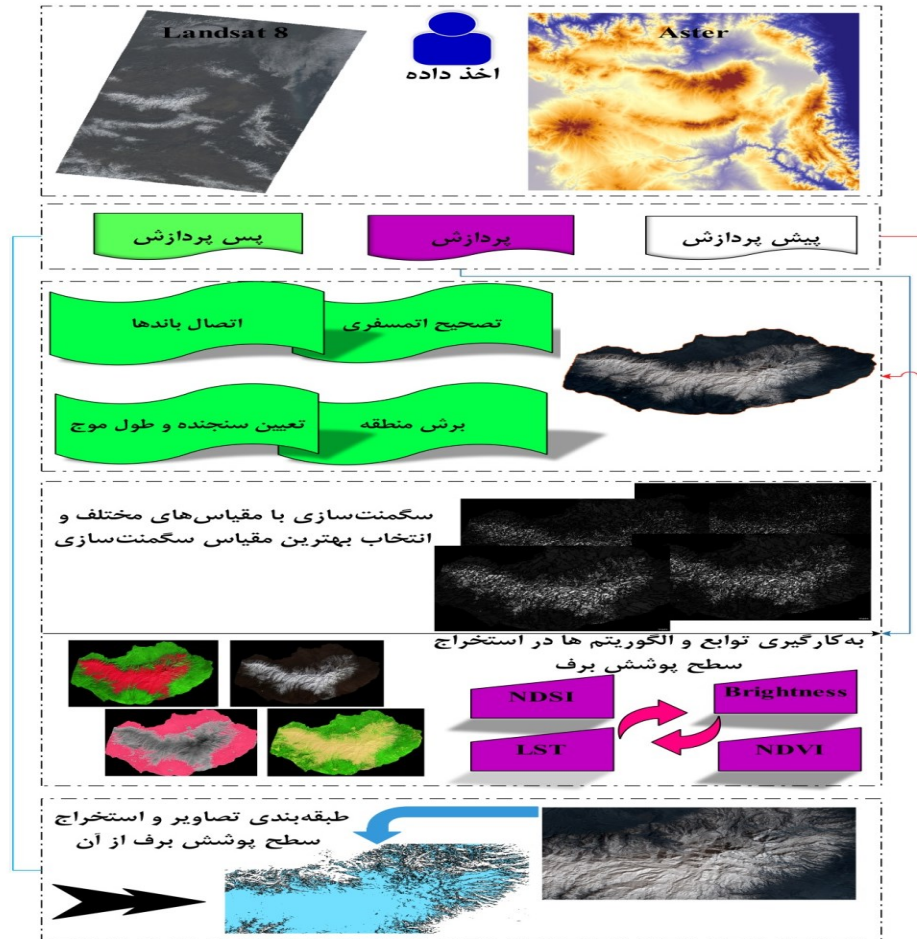 Landsat 8
Aster
اخذ داده
پیش پردازش
پردازش
پس پردازش
تصحیح اتمسفری
اتصال باندها
برش منطقه
تعیین سنجنده و طول موج
سگمنت‌سازی با مقیاس‌های مختلف و
انتخاب بهترین مقیاس سگمنت‌سازی
به‌کارگیری توابع و الگوریتم ها در استخراج
سطح پوشش برف
NDSI
Brightness
LST
NDVI
طبقه‌بندی تصاویر و استخراج
سطح پوشش برف از آن